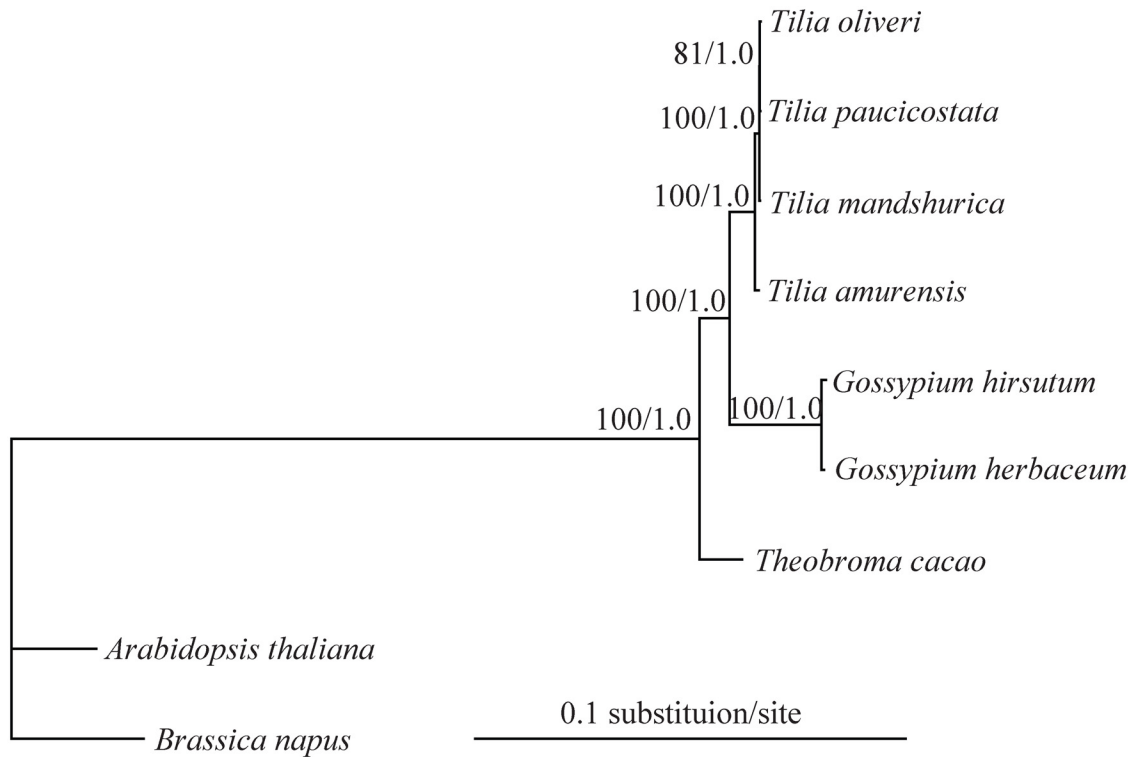 Tilia oliveri
81/1.0
Tilia paucicostata
100/1.0
100/1.0
Tilia mandshurica
Tilia amurensis
100/1.0
Gossypium hirsutum
100/1.0
100/1.0
Gossypium herbaceum
Theobroma cacao
Arabidopsis thaliana
0.1 substituion/site
Brassica napus